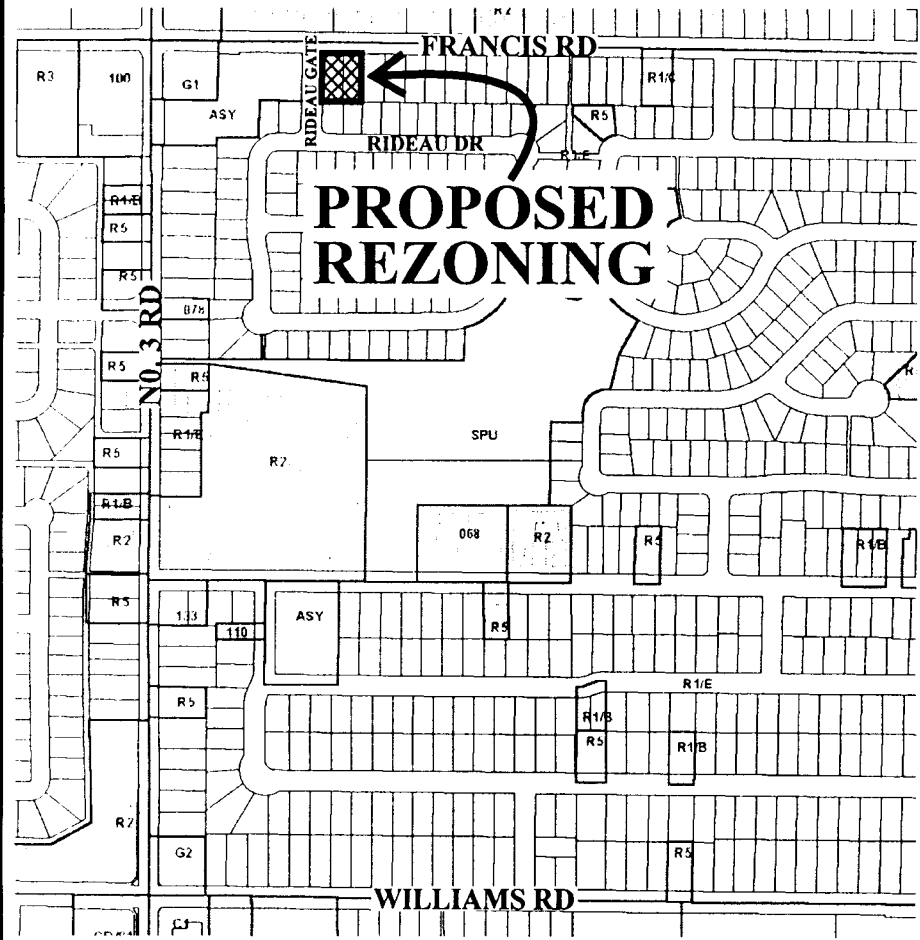 R2
FRANCIS RD
R3
100
G1
R1/C
RIDEAU GATE
ASY
R5
RIDEAU DR
R1/E
PROPOSED
REZONING
R1/B
R5
R5
NO. 3 RD
B78
R5
R5
R1/B
SPU
R5
R2
R1/B
R2
068
R2
R5
R1/B
R5
133
110
ASY
R5
R1/E
R5
R1/B
R5
R1/B
R2
G2
R5
WILLIAMS RD